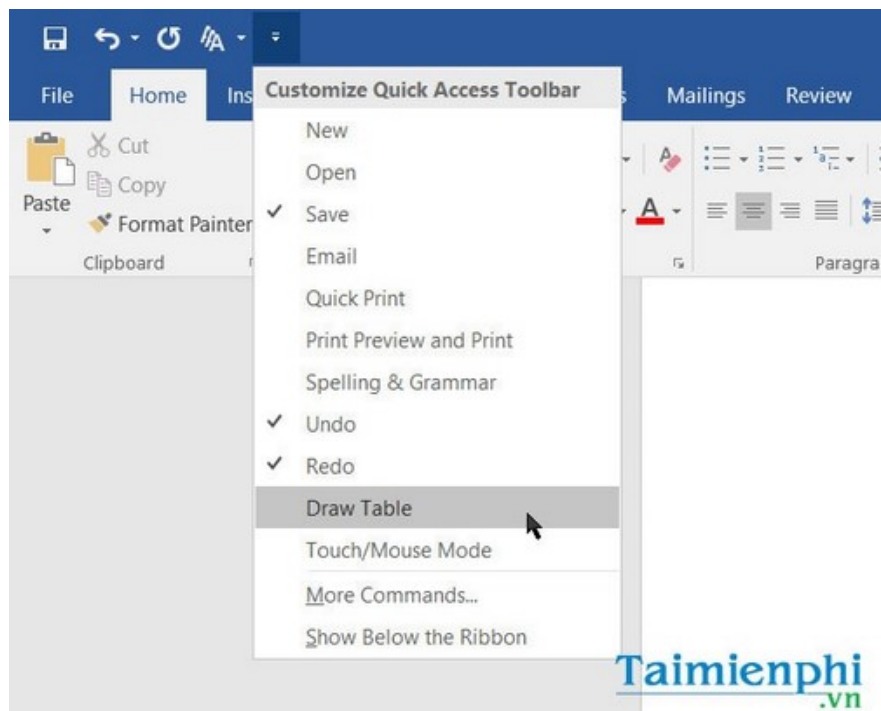 File
Home
Ins
Mailings
Review
Customize Quick Access Toolbar
New
Open
Save
Email
Quick Print
Print Preview and Print
Spelling & Grammar
Undo
Redo
Draw Table
Touch/Mouse Mode
More Commands...
Show Below the Ribbon
Paste
Cut
Copy
Format Painter
Clipboard
A
Paragra
Taimienphi
.vn